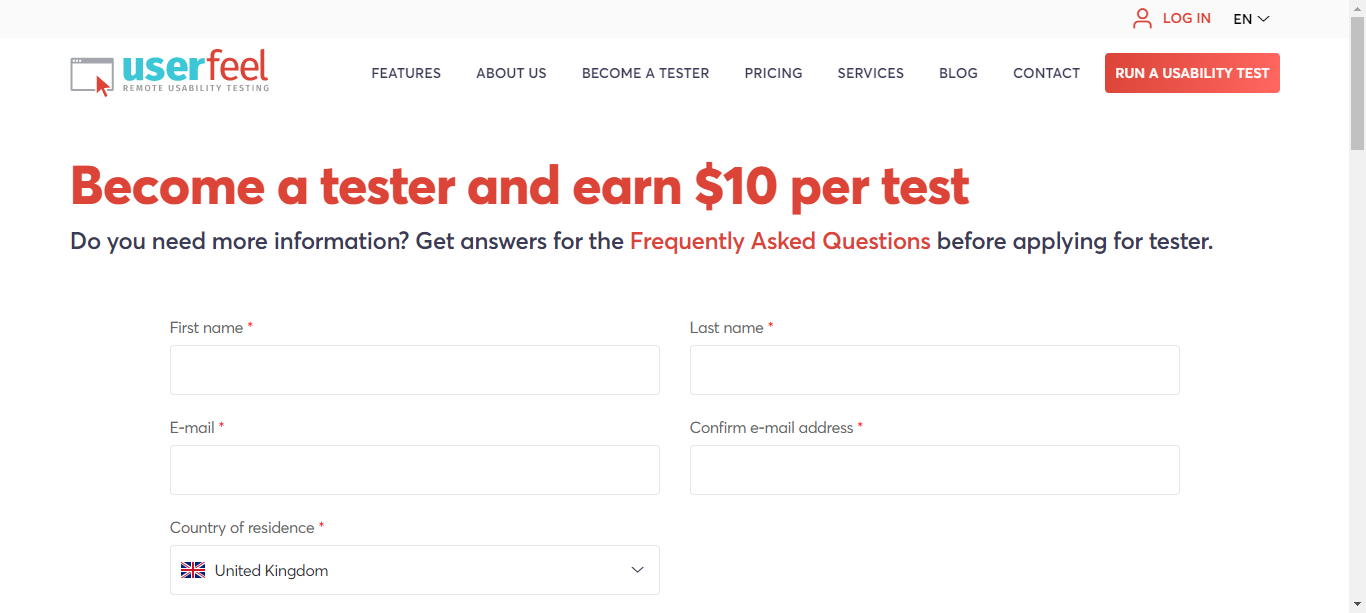 LOG IN EN
userfeel
REMOTE USABILITY TESTING
FEATURES ABOUT US BECOME A TESTER PRICING SERVICES BLOG CONTACT RUN A USABILITY TEST
Become a tester and earn $10 per test
Do you need more information? Get answers for the Frequently Asked Questions before applying for tester.
First name * Last name *
E-mail * Confirm e-mail address *
Country of residence *
United Kingdom